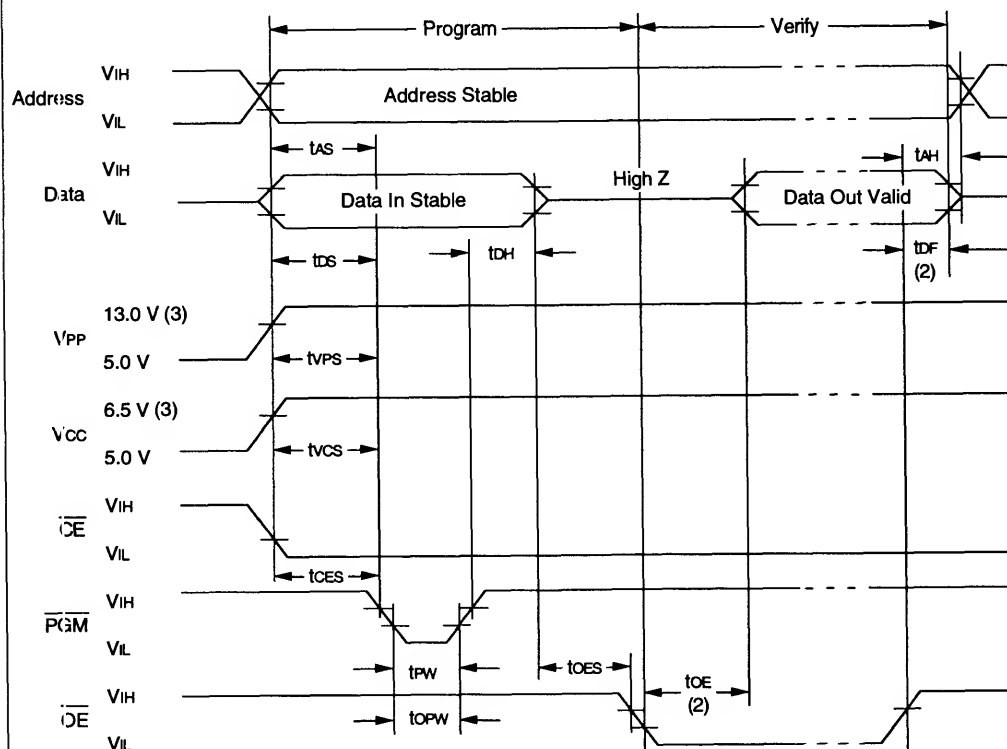 Program
Verify
Address
VIH
VIL
Address Stable
tAS
tAH
Data
VIH
VIL
Data In Stable
High Z
Data Out Valid
tDS
tDH
tDF
(2)
VPP
13.0 V (3)
5.0 V
tVPS
VCC
6.5 V (3)
5.0 V
tVCS
CE
VIH
VIL
tCES
PGM
VIH
VIL
tPW
tOES
tOE
(2)
OE
VIH
VIL
tOPW